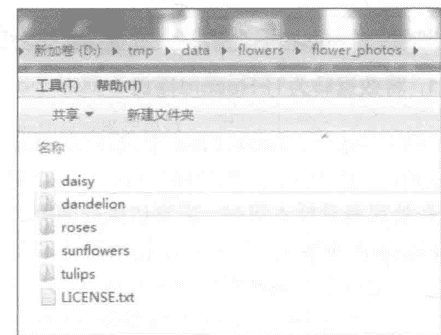 新加卷 (D:) ▸ tmp ▸ data ▸ flowers ▸ flower_photos ▸
工具(T) 帮助(H)
共享 ▾ 新建文件夹
名称
daisy
dandelion
roses
sunflowers
tulips
LICENSE.txt